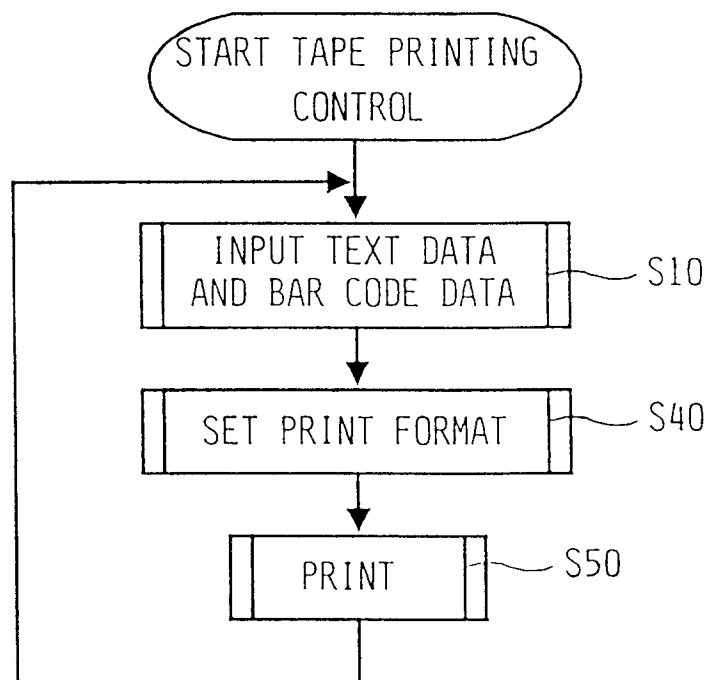 START TAPE PRINTING
CONTROL
INPUT TEXT DATA
AND BAR CODE DATA
S10
SET PRINT FORMAT
S40
PRINT
S50